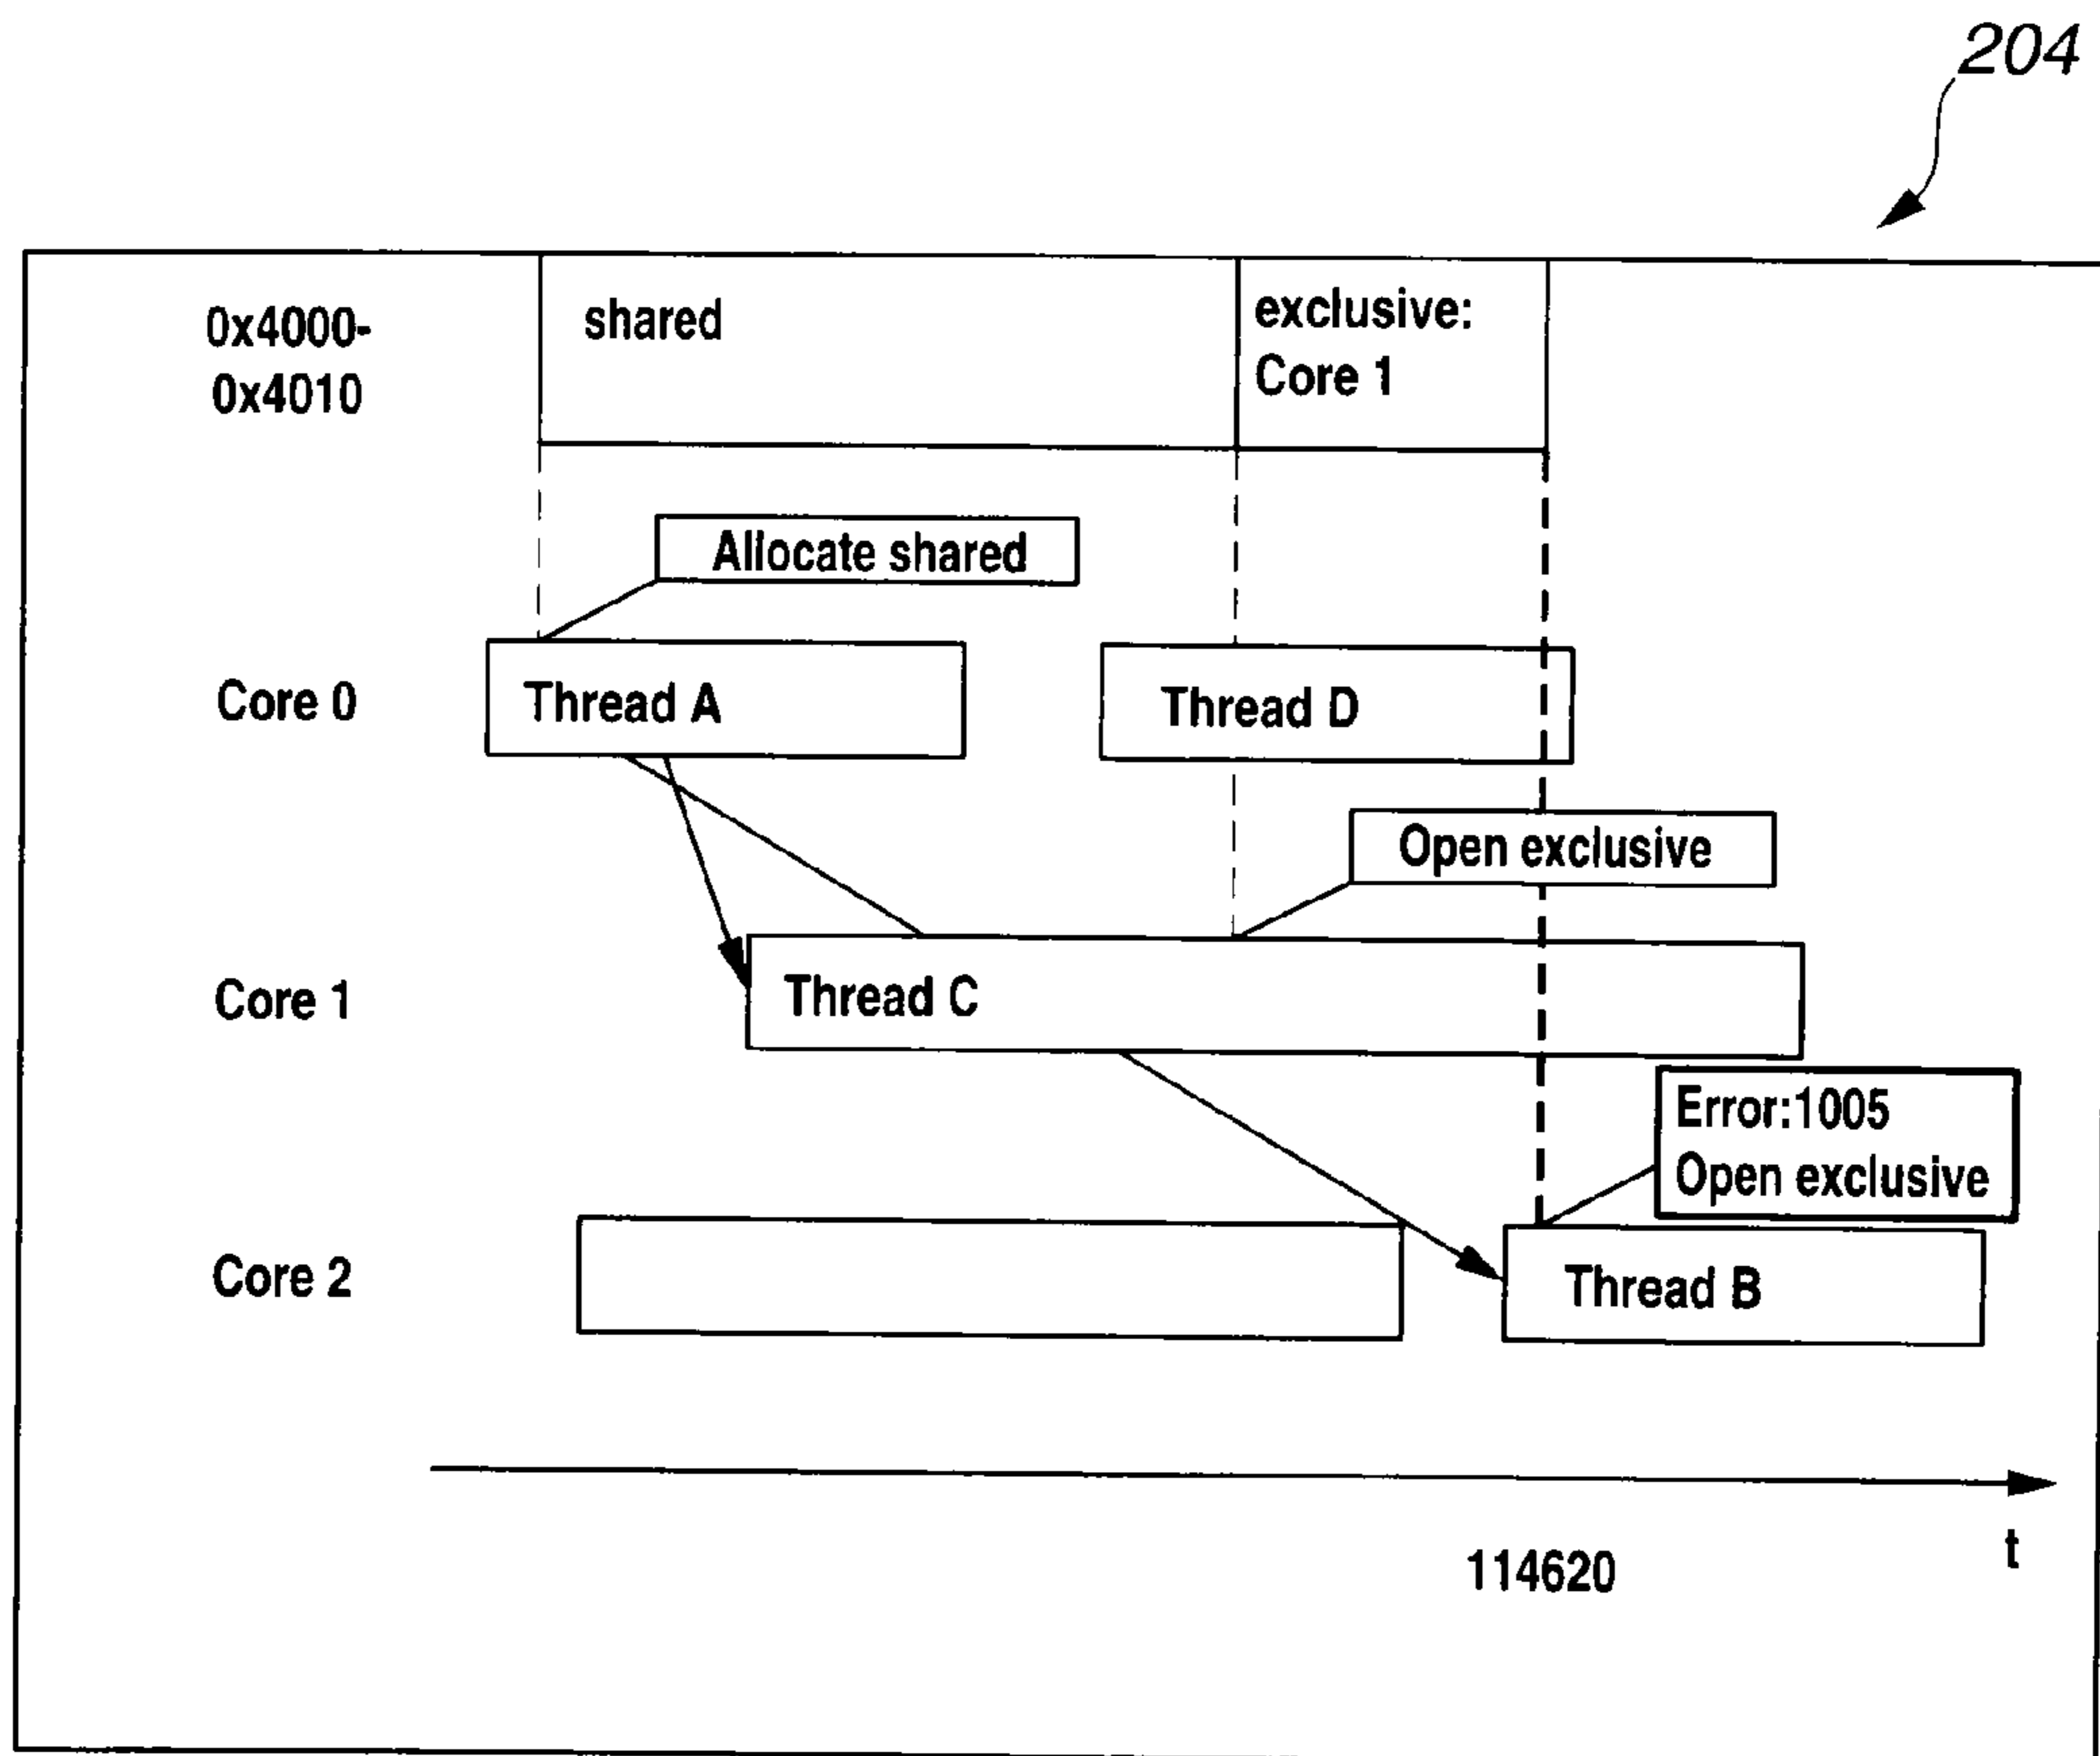 204
0x4000-
0x4010
shared
exclusive:
Core 1
Allocate shared
Core 0
Thread A
Thread D
Open exclusive
Core 1
Thread C
Error:1005
Open exclusive
Core 2
Thread B
114620
t